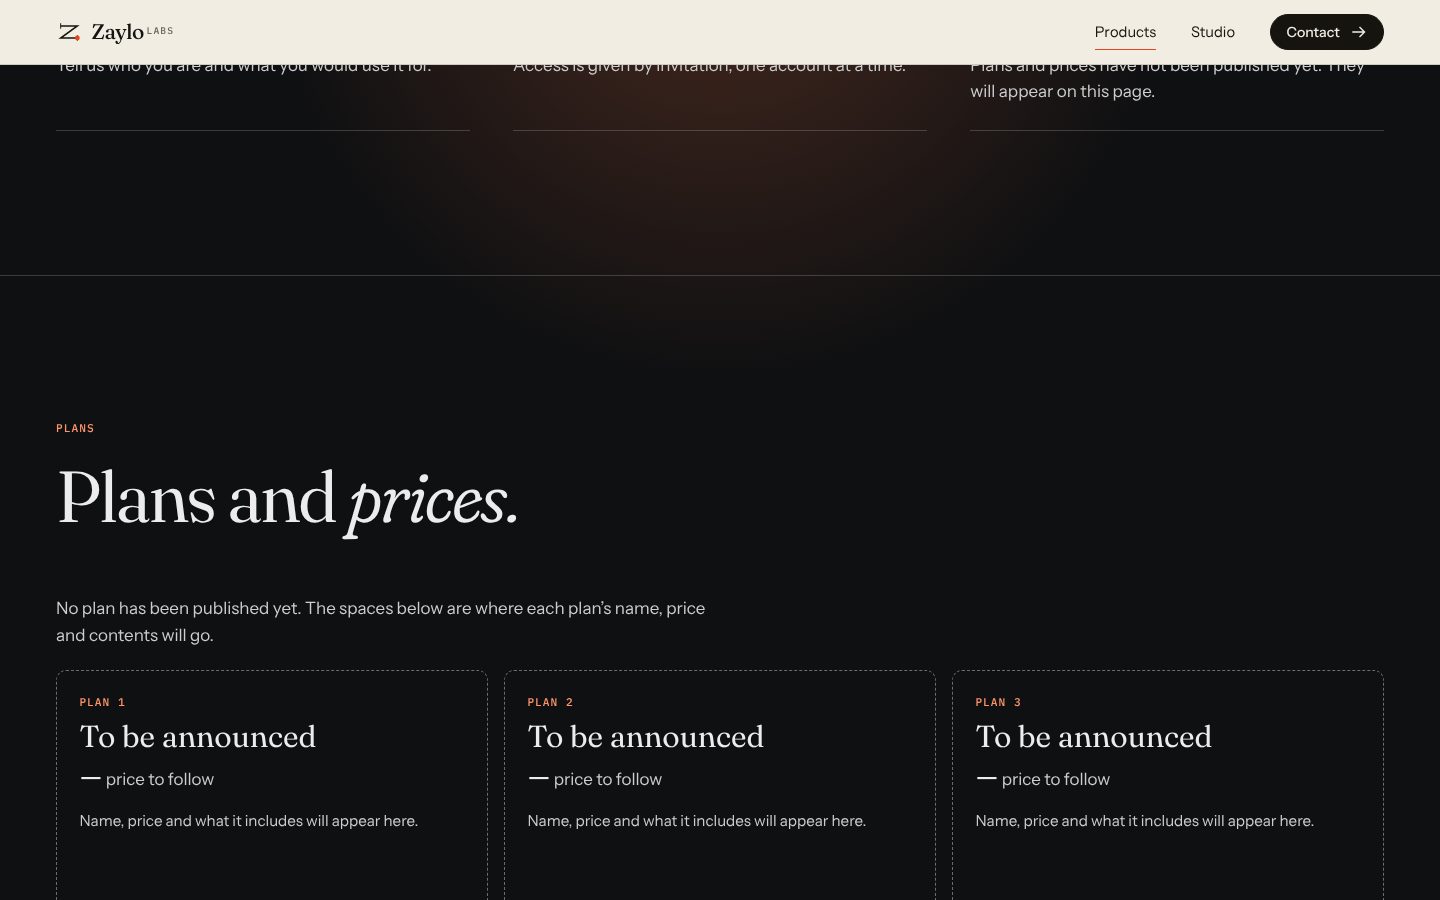 Zaylo LABS
Products
Studio
Contact
Tell us who you are and what you would use it for.
Access is given by invitation, one account at a time.
Plans and prices have not been published yet. They
will appear on this page.
PLANS
Plans and prices.
No plan has been published yet. The spaces below are where each plan’s name, price
and contents will go.
PLAN 1
To be announced
— price to follow
Name, price and what it includes will appear here.
PLAN 2
To be announced
— price to follow
Name, price and what it includes will appear here.
PLAN 3
To be announced
— price to follow
Name, price and what it includes will appear here.